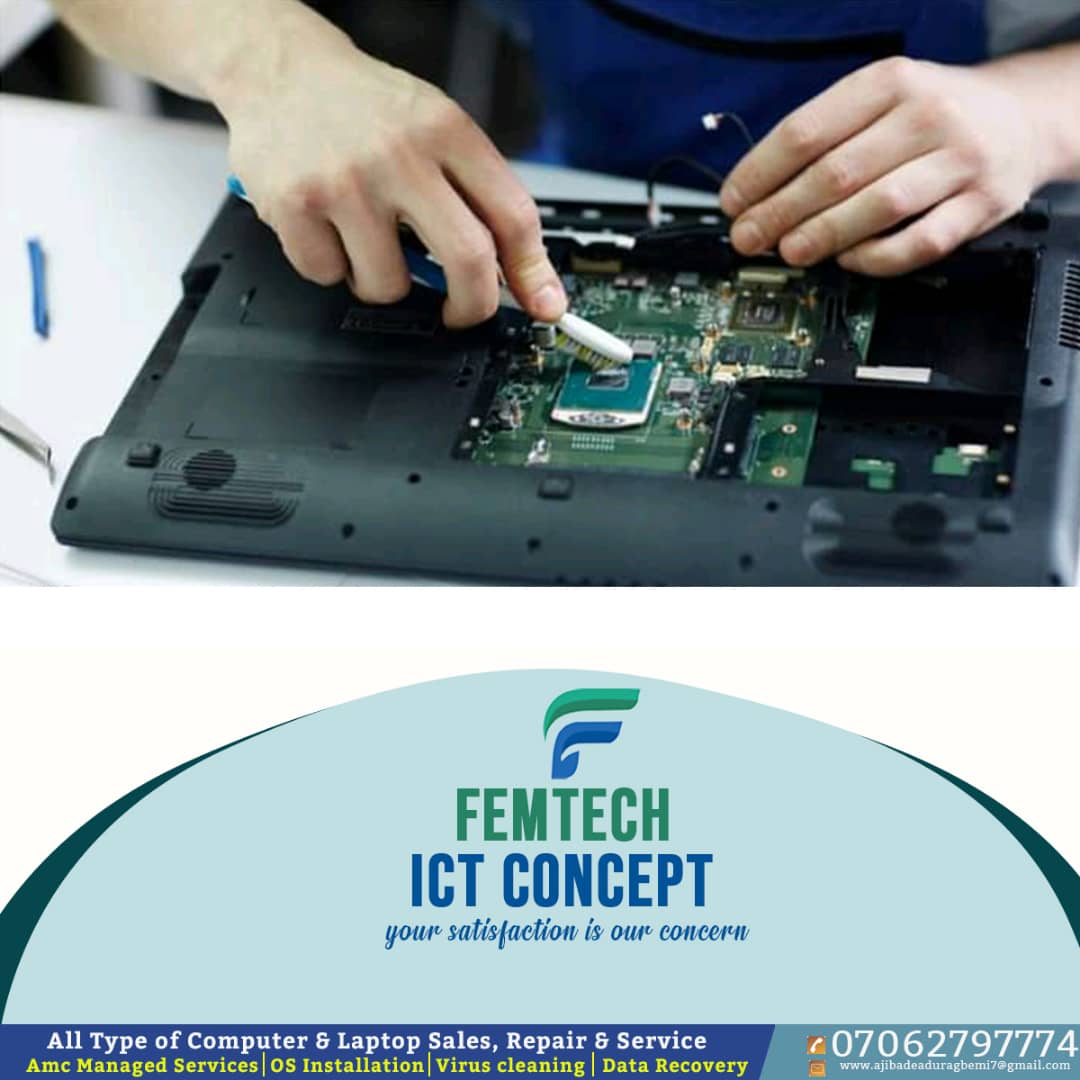 FEMTECH
ICT CONCEPT
your satisfaction is our concern
All Type of Computer & Laptop Sales, Repair & Service
Amc Managed Services|OS Installation|Virus cleaning | Data Recovery
07062797774
www.ajibadeaduragbemi7@gmail.com